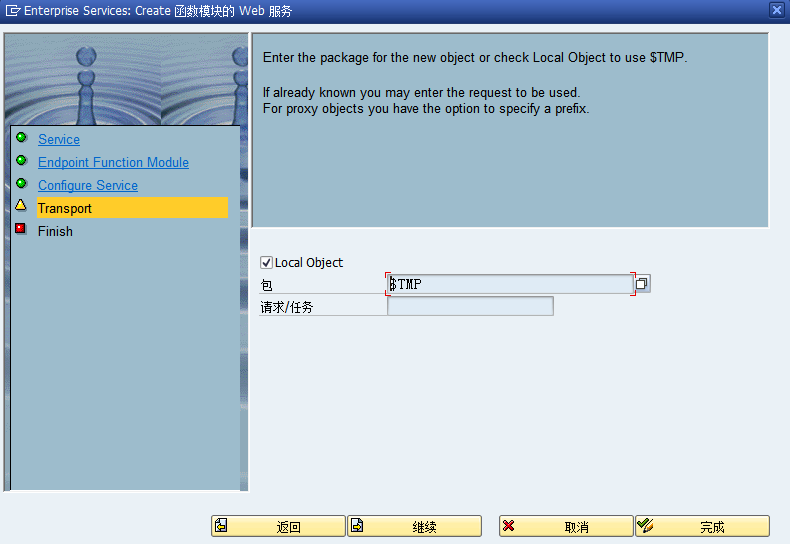 Enterprise Services: Create 函数模块的 Web 服务
Enter the package for the new object or check Local Object to use $TMP.
If already known you may enter the request to be used.
For proxy objects you have the option to specify a prefix.
Service
Endpoint Function Module
Configure Service
Transport
Finish
Local Object
包 $TMP
请求/任务
返回 继续 取消 完成